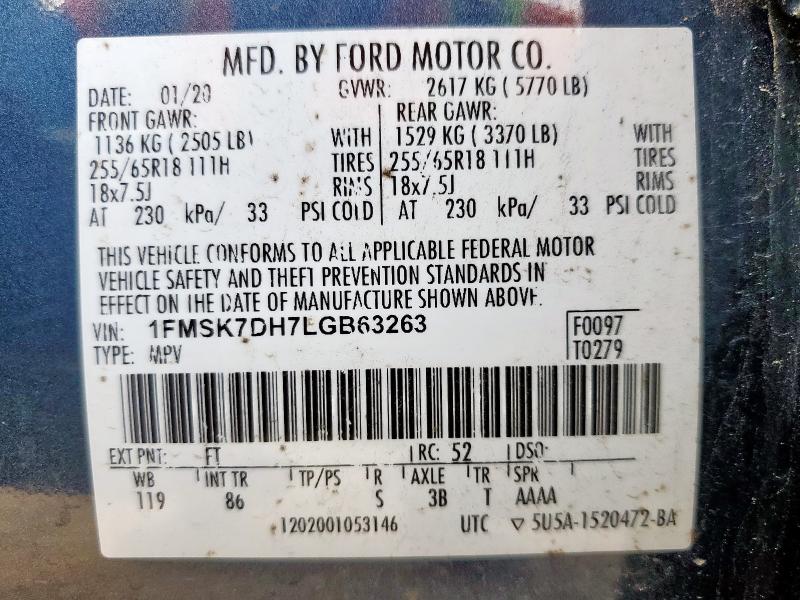 MFD. BY FORD MOTOR CO.
DATE: 01/20 GVWR: 2617 KG ( 5770 LB)
FRONT GAWR: REAR GAWR:
1136 KG ( 2505 LB) WITH 1529 KG ( 3370 LB) WITH
255/65R18 111H TIRES 255/65R18 111H TIRES
18x7.5J RIMS 18x7.5J RIMS
AT 230 kPa/ 33 PSI COLD AT 230 kPa/ 33 PSI COLD
THIS VEHICLE CONFORMS TO ALL APPLICABLE FEDERAL MOTOR
VEHICLE SAFETY AND THEFT PREVENTION STANDARDS IN
EFFECT ON THE DATE OF MANUFACTURE SHOWN ABOVE.
VIN: 1FMSK7DH7LGB63263 F0097
TYPE: MPV T0279
EXT PNT: FT RC: 52 DSO:
WB INT TR TP/PS R AXLE TR SPR
119 86 S 3B T AAAA
1202001053146 UTC ▽ 5U5A-1520472-BA